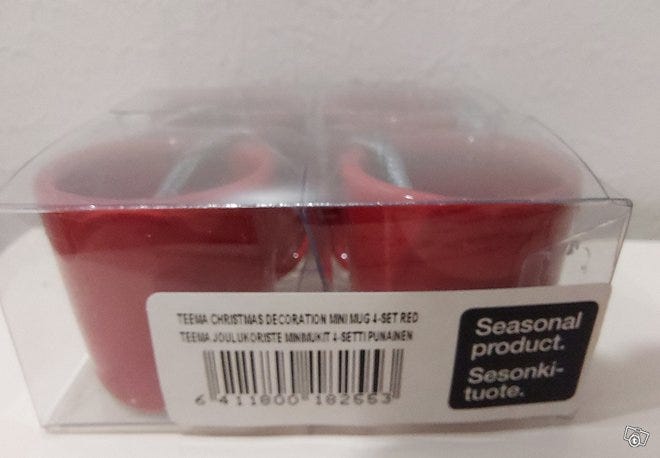 TEEMA CHRISTMAS DECORATION MINI MUG 4-SET RED
TEEMA JOULUKORISTE MINIMUKIT 4-SETTI PUNAINEN
6 411800 182553
Seasonal
product.
Sesonki-
tuote.